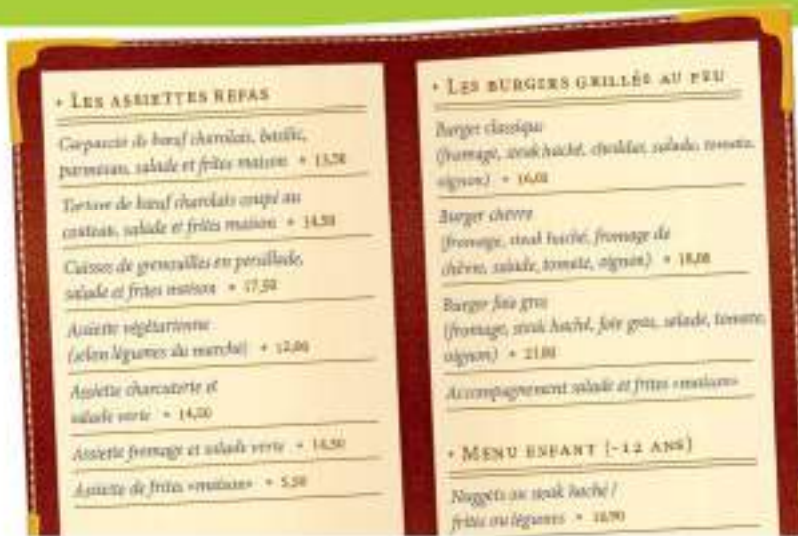 • LES ASSIETTES REPAS
Carpaccio de bœuf charolais, basilic,
parmesan, salade et frites maison • 13,50
Tartare de bœuf charolais coupé au
couteau, salade et frites maison • 14,50
Cuisses de grenouilles en persillade,
salade et frites maison • 17,50
Assiette végétarienne
(selon légumes du marché) • 12,00
Assiette charcuterie et
salade verte • 14,00
Assiette fromage et salade verte • 14,50
Assiette de frites «maison» • 5,50
• LES BURGERS GRILLÉS AU FEU
Burger classique
(fromage, steak haché, cheddar, salade, tomate,
oignon) • 16,00
Burger chèvre
(fromage, steak haché, fromage de
chèvre, salade, tomate, oignon) • 18,00
Burger foie gras
(fromage, steak haché, foie gras, salade, tomate,
oignon) • 21,00
Accompagnement salade et frites «maison»
• MENU ENFANT (-12 ANS)
Nuggets ou steak haché /
frites ou légumes • 10,90